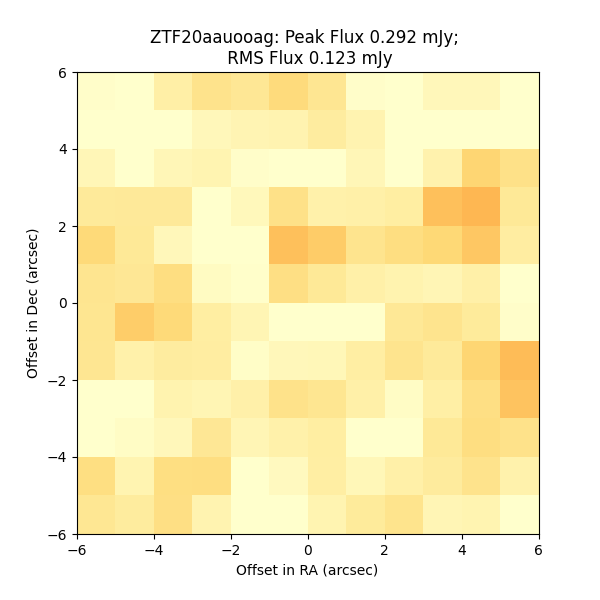 ZTF20aauooag: Peak Flux 0.292 mJy;
RMS Flux 0.123 mJy
6
4
2
0
−2
−4
−6
Offset in Dec (arcsec)
−6 −4 −2 0 2 4 6
Offset in RA (arcsec)